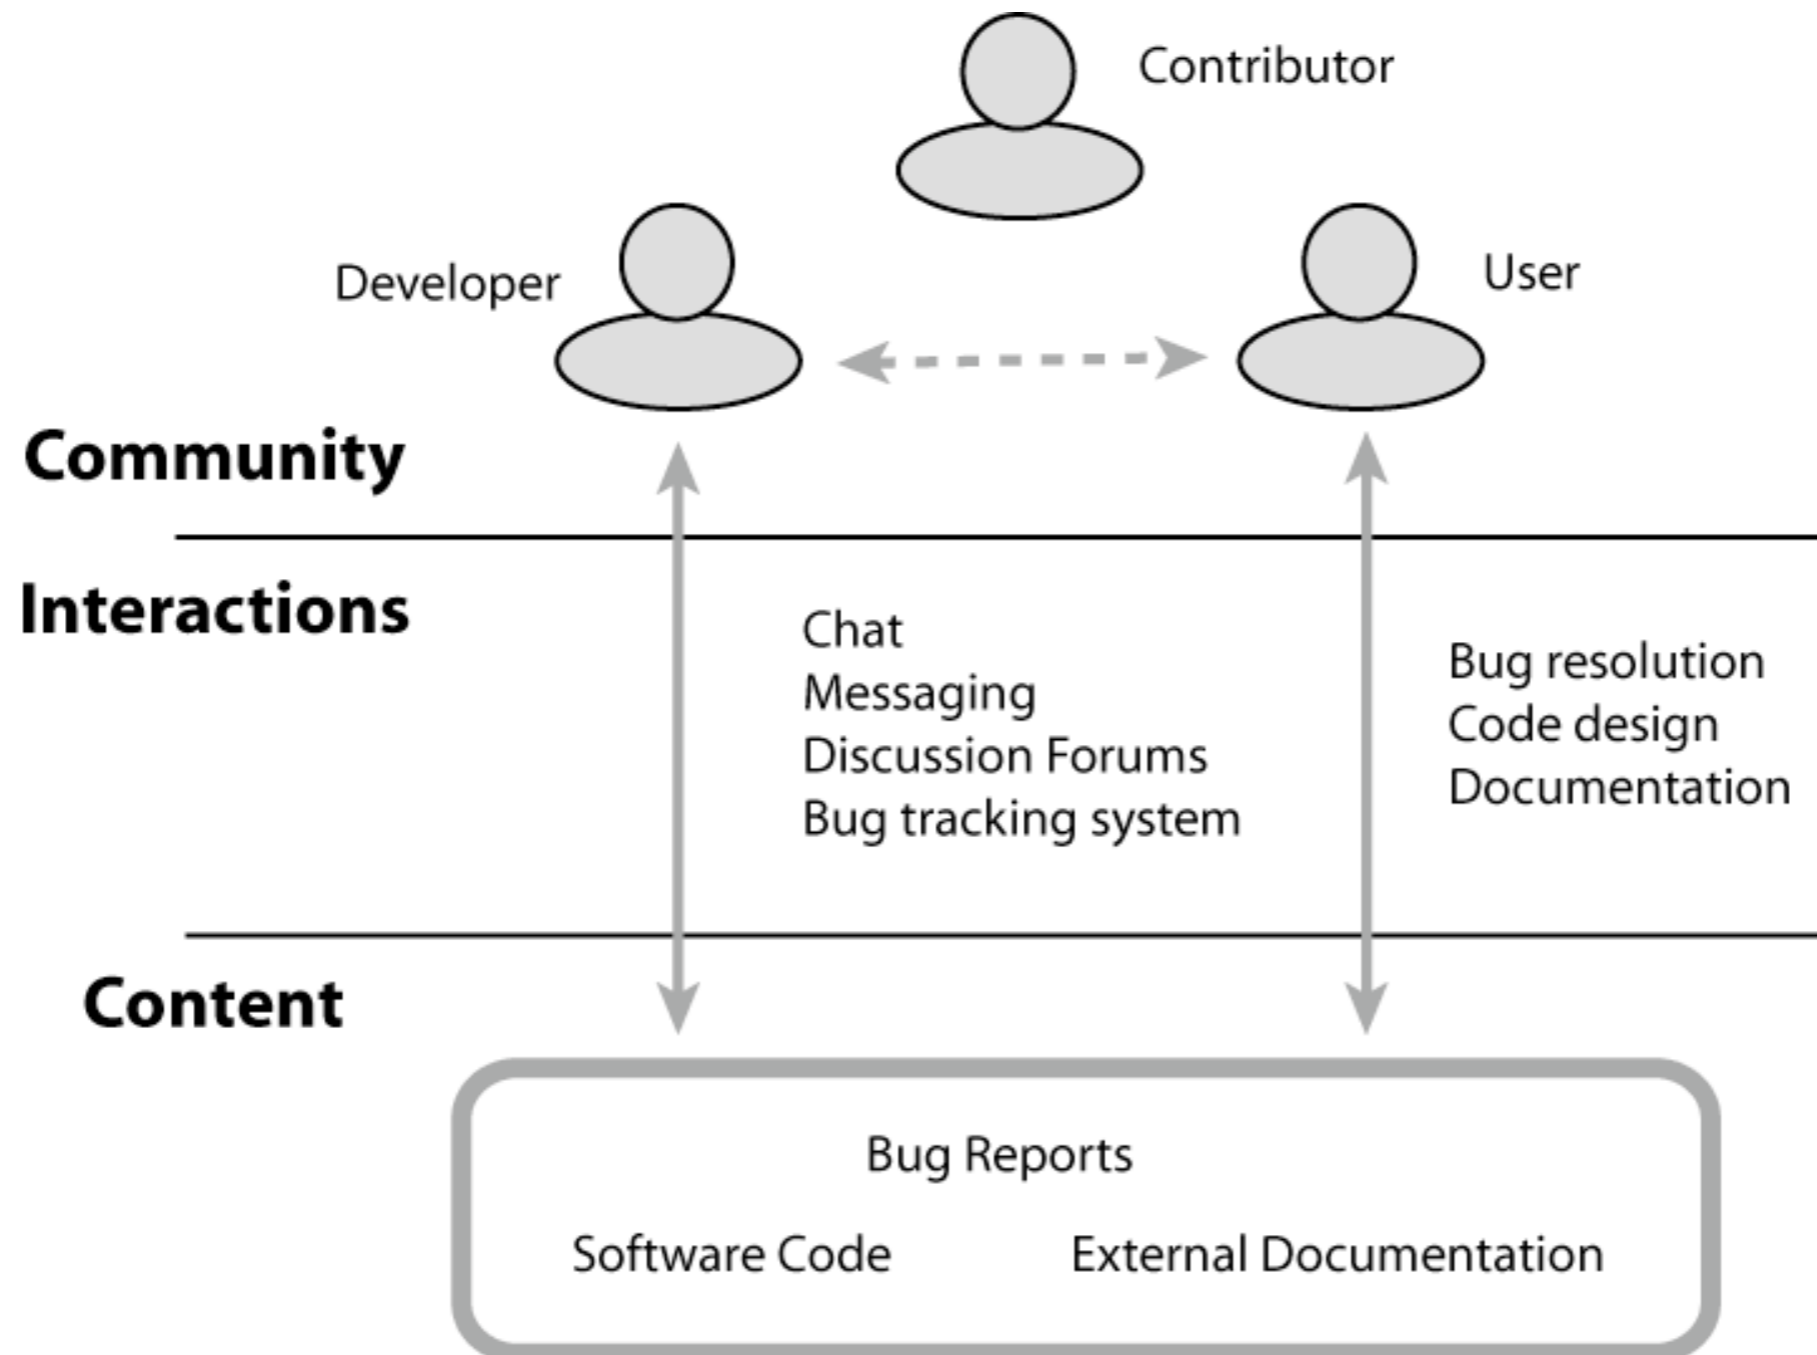 Contributor
Developer
User
Community
Interactions
Chat
Messaging
Discussion Forums
Bug tracking system
Bug resolution
Code design
Documentation
Content
Bug Reports
Software Code
External Documentation